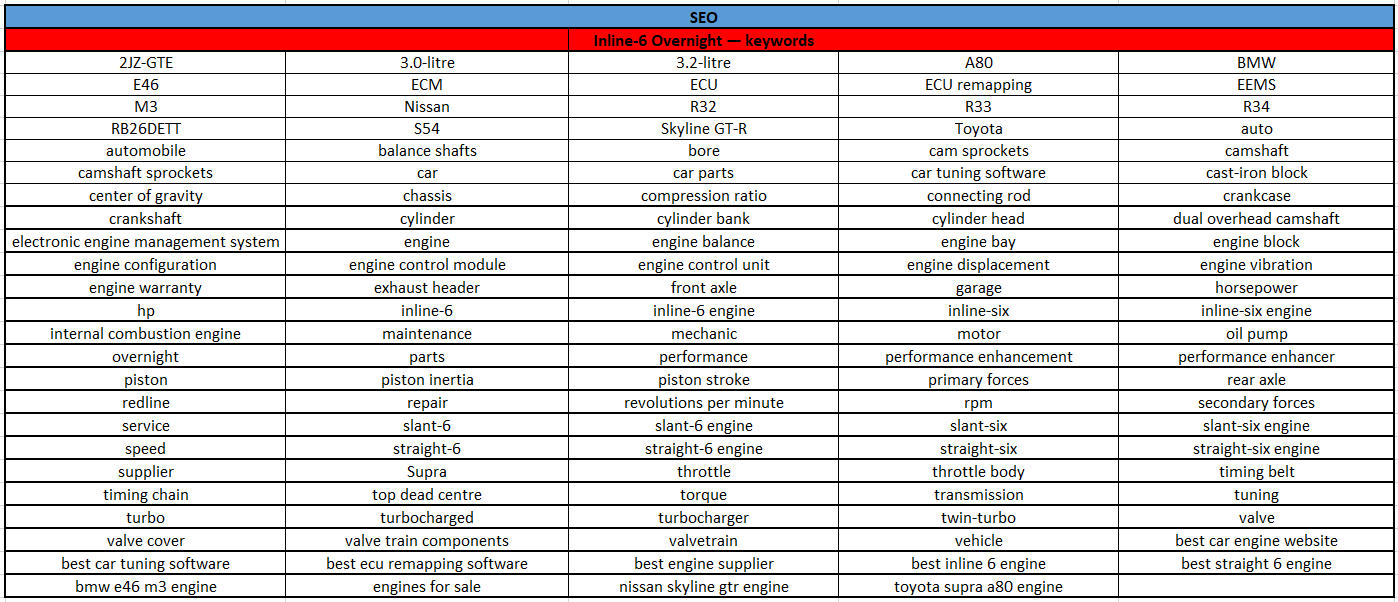 SEO
Inline-6 Overnight — keywords
2JZ-GTE 3.0-litre 3.2-litre A80 BMW
E46 ECM ECU ECU remapping EEMS
M3 Nissan R32 R33 R34
RB26DETT S54 Skyline GT-R Toyota auto
automobile balance shafts bore cam sprockets camshaft
camshaft sprockets car car parts car tuning software cast-iron block
center of gravity chassis compression ratio connecting rod crankcase
crankshaft cylinder cylinder bank cylinder head dual overhead camshaft
electronic engine management system engine engine balance engine bay engine block
engine configuration engine control module engine control unit engine displacement engine vibration
engine warranty exhaust header front axle garage horsepower
hp inline-6 inline-6 engine inline-six inline-six engine
internal combustion engine maintenance mechanic motor oil pump
overnight parts performance performance enhancement performance enhancer
piston piston inertia piston stroke primary forces rear axle
redline repair revolutions per minute rpm secondary forces
service slant-6 slant-6 engine slant-six slant-six engine
speed straight-6 straight-6 engine straight-six straight-six engine
supplier Supra throttle throttle body timing belt
timing chain top dead centre torque transmission tuning
turbo turbocharged turbocharger twin-turbo valve
valve cover valve train components valvetrain vehicle best car engine website
best car tuning software best ecu remapping software best engine supplier best inline 6 engine best straight 6 engine
bmw e46 m3 engine engines for sale nissan skyline gtr engine toyota supra a80 engine